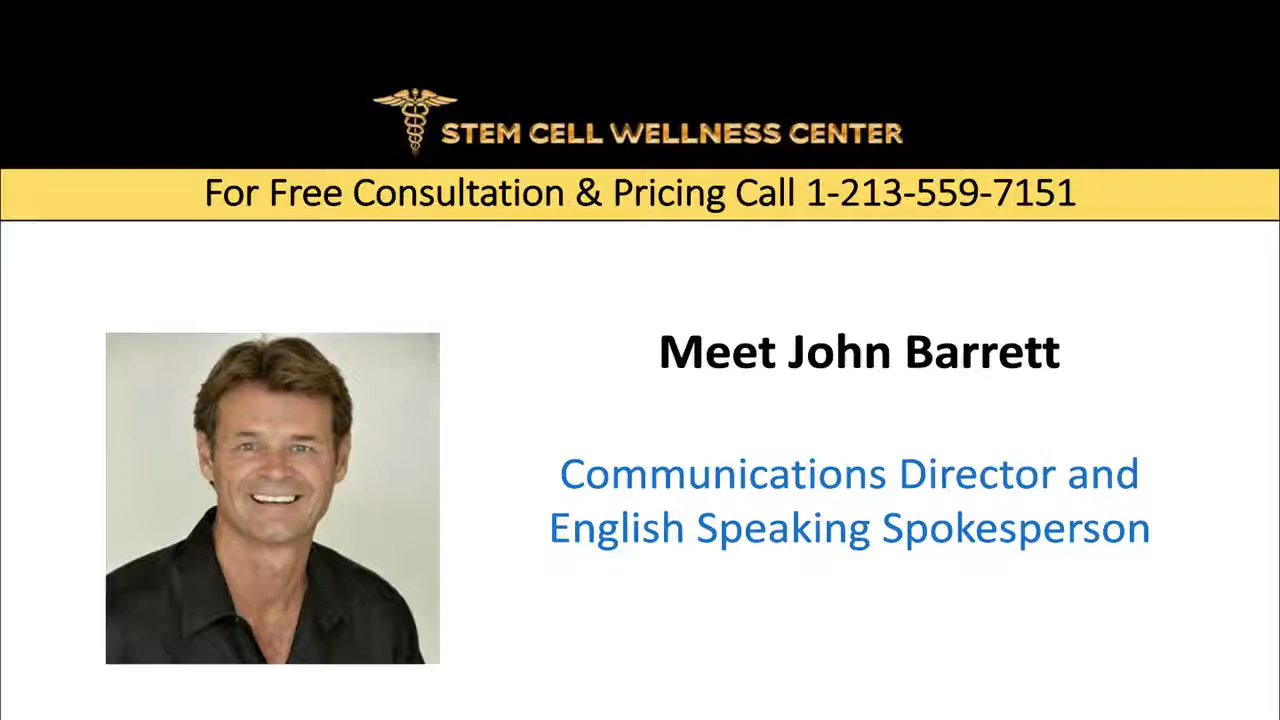 STEM CELL WELLNESS CENTER
For Free Consultation & Pricing Call 1-213-559-7151
Meet John Barrett
Communications Director and
English Speaking Spokesperson